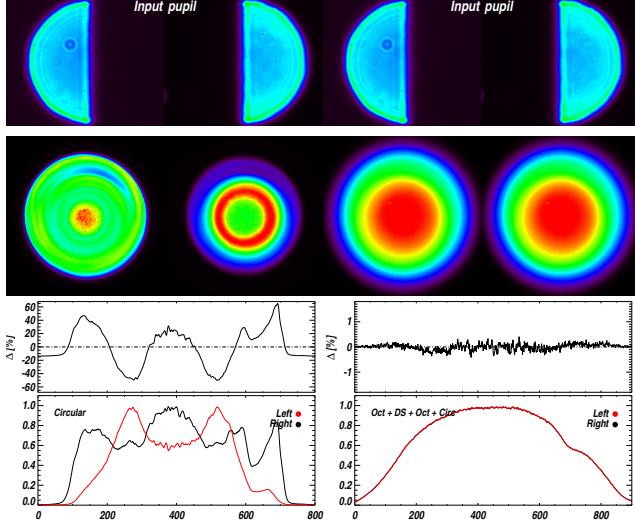 Input pupil
Input pupil
Δ [%]
60
40
20
0
-20
-40
-60
Δ [%]
1
0
-1
Circular
Left
Right
1.0
0.8
0.6
0.4
0.2
0.0
0 200 400 600 800
Oct + DS + Oct + Circ
Left
Right
1.0
0.8
0.6
0.4
0.2
0.0
0 200 400 600 800